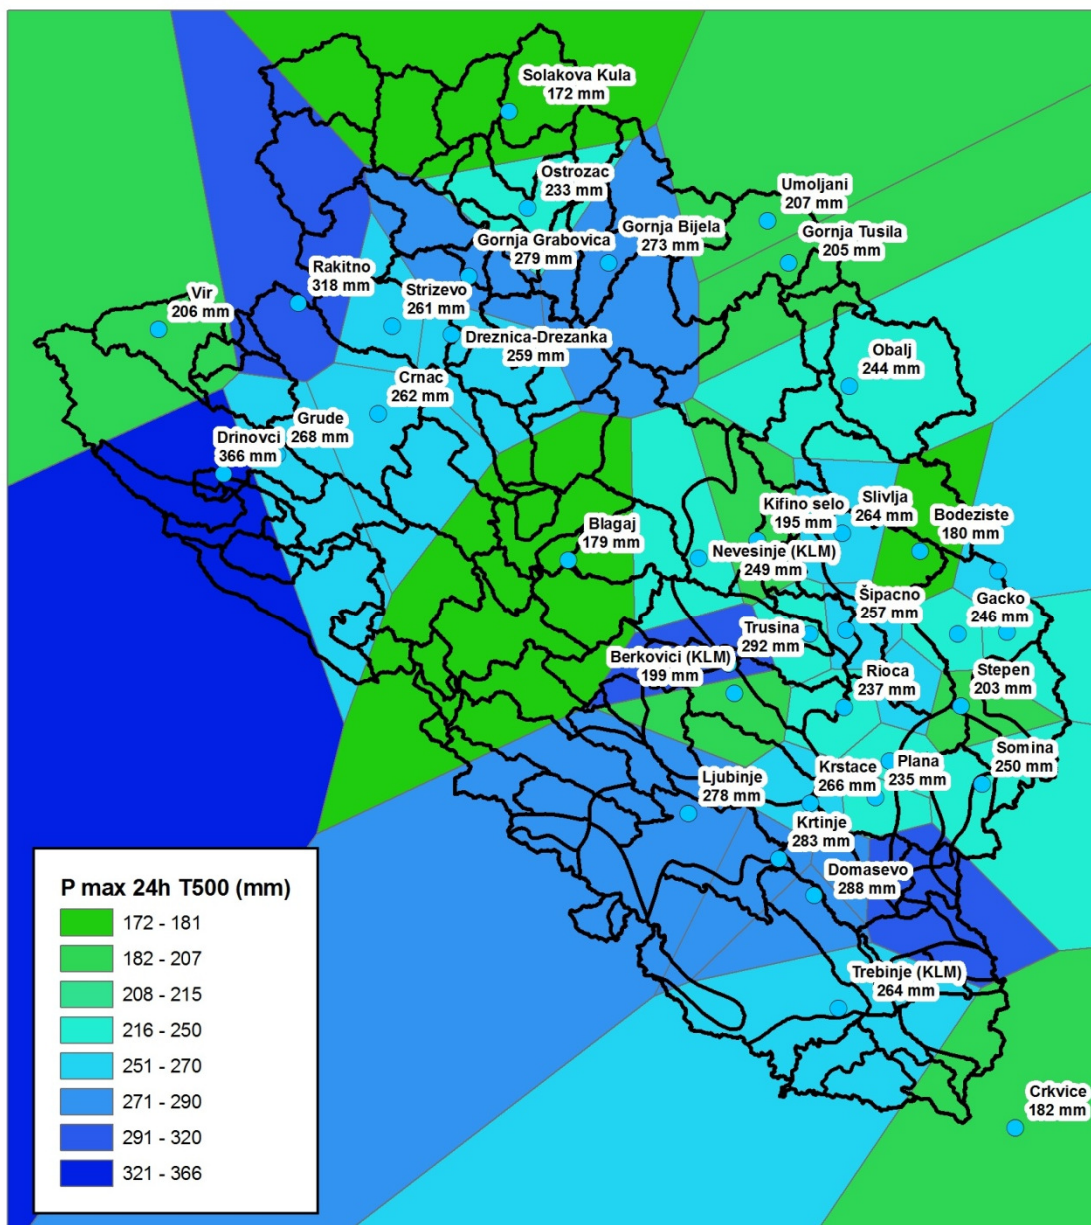 Solakova Kula
172 mm
Ostrozac
233 mm
Umoljani
207 mm
Gornja Grabovica
279 mm
Gornja Bijela
273 mm
Gornja Tusila
205 mm
Rakitno
318 mm
Strizevo
261 mm
Vir
206 mm
Dreznica-Drezanka
259 mm
Obalj
244 mm
Crnac
262 mm
Grude
268 mm
Drinovci
366 mm
Kifino selo
195 mm
Slivlja
264 mm
Bodeziste
180 mm
Blagaj
179 mm
Nevesinje (KLM)
249 mm
Šipacno
257 mm
Gacko
246 mm
Trusina
292 mm
Berkovici (KLM)
199 mm
Rioca
237 mm
Stepen
203 mm
Somina
250 mm
Ljubinje
278 mm
Krstace
266 mm
Plana
235 mm
Krtinje
283 mm
Domasevo
288 mm
Trebinje (KLM)
264 mm
Crkvice
182 mm
P max 24h T500 (mm)
172 - 181
182 - 207
208 - 215
216 - 250
251 - 270
271 - 290
291 - 320
321 - 366